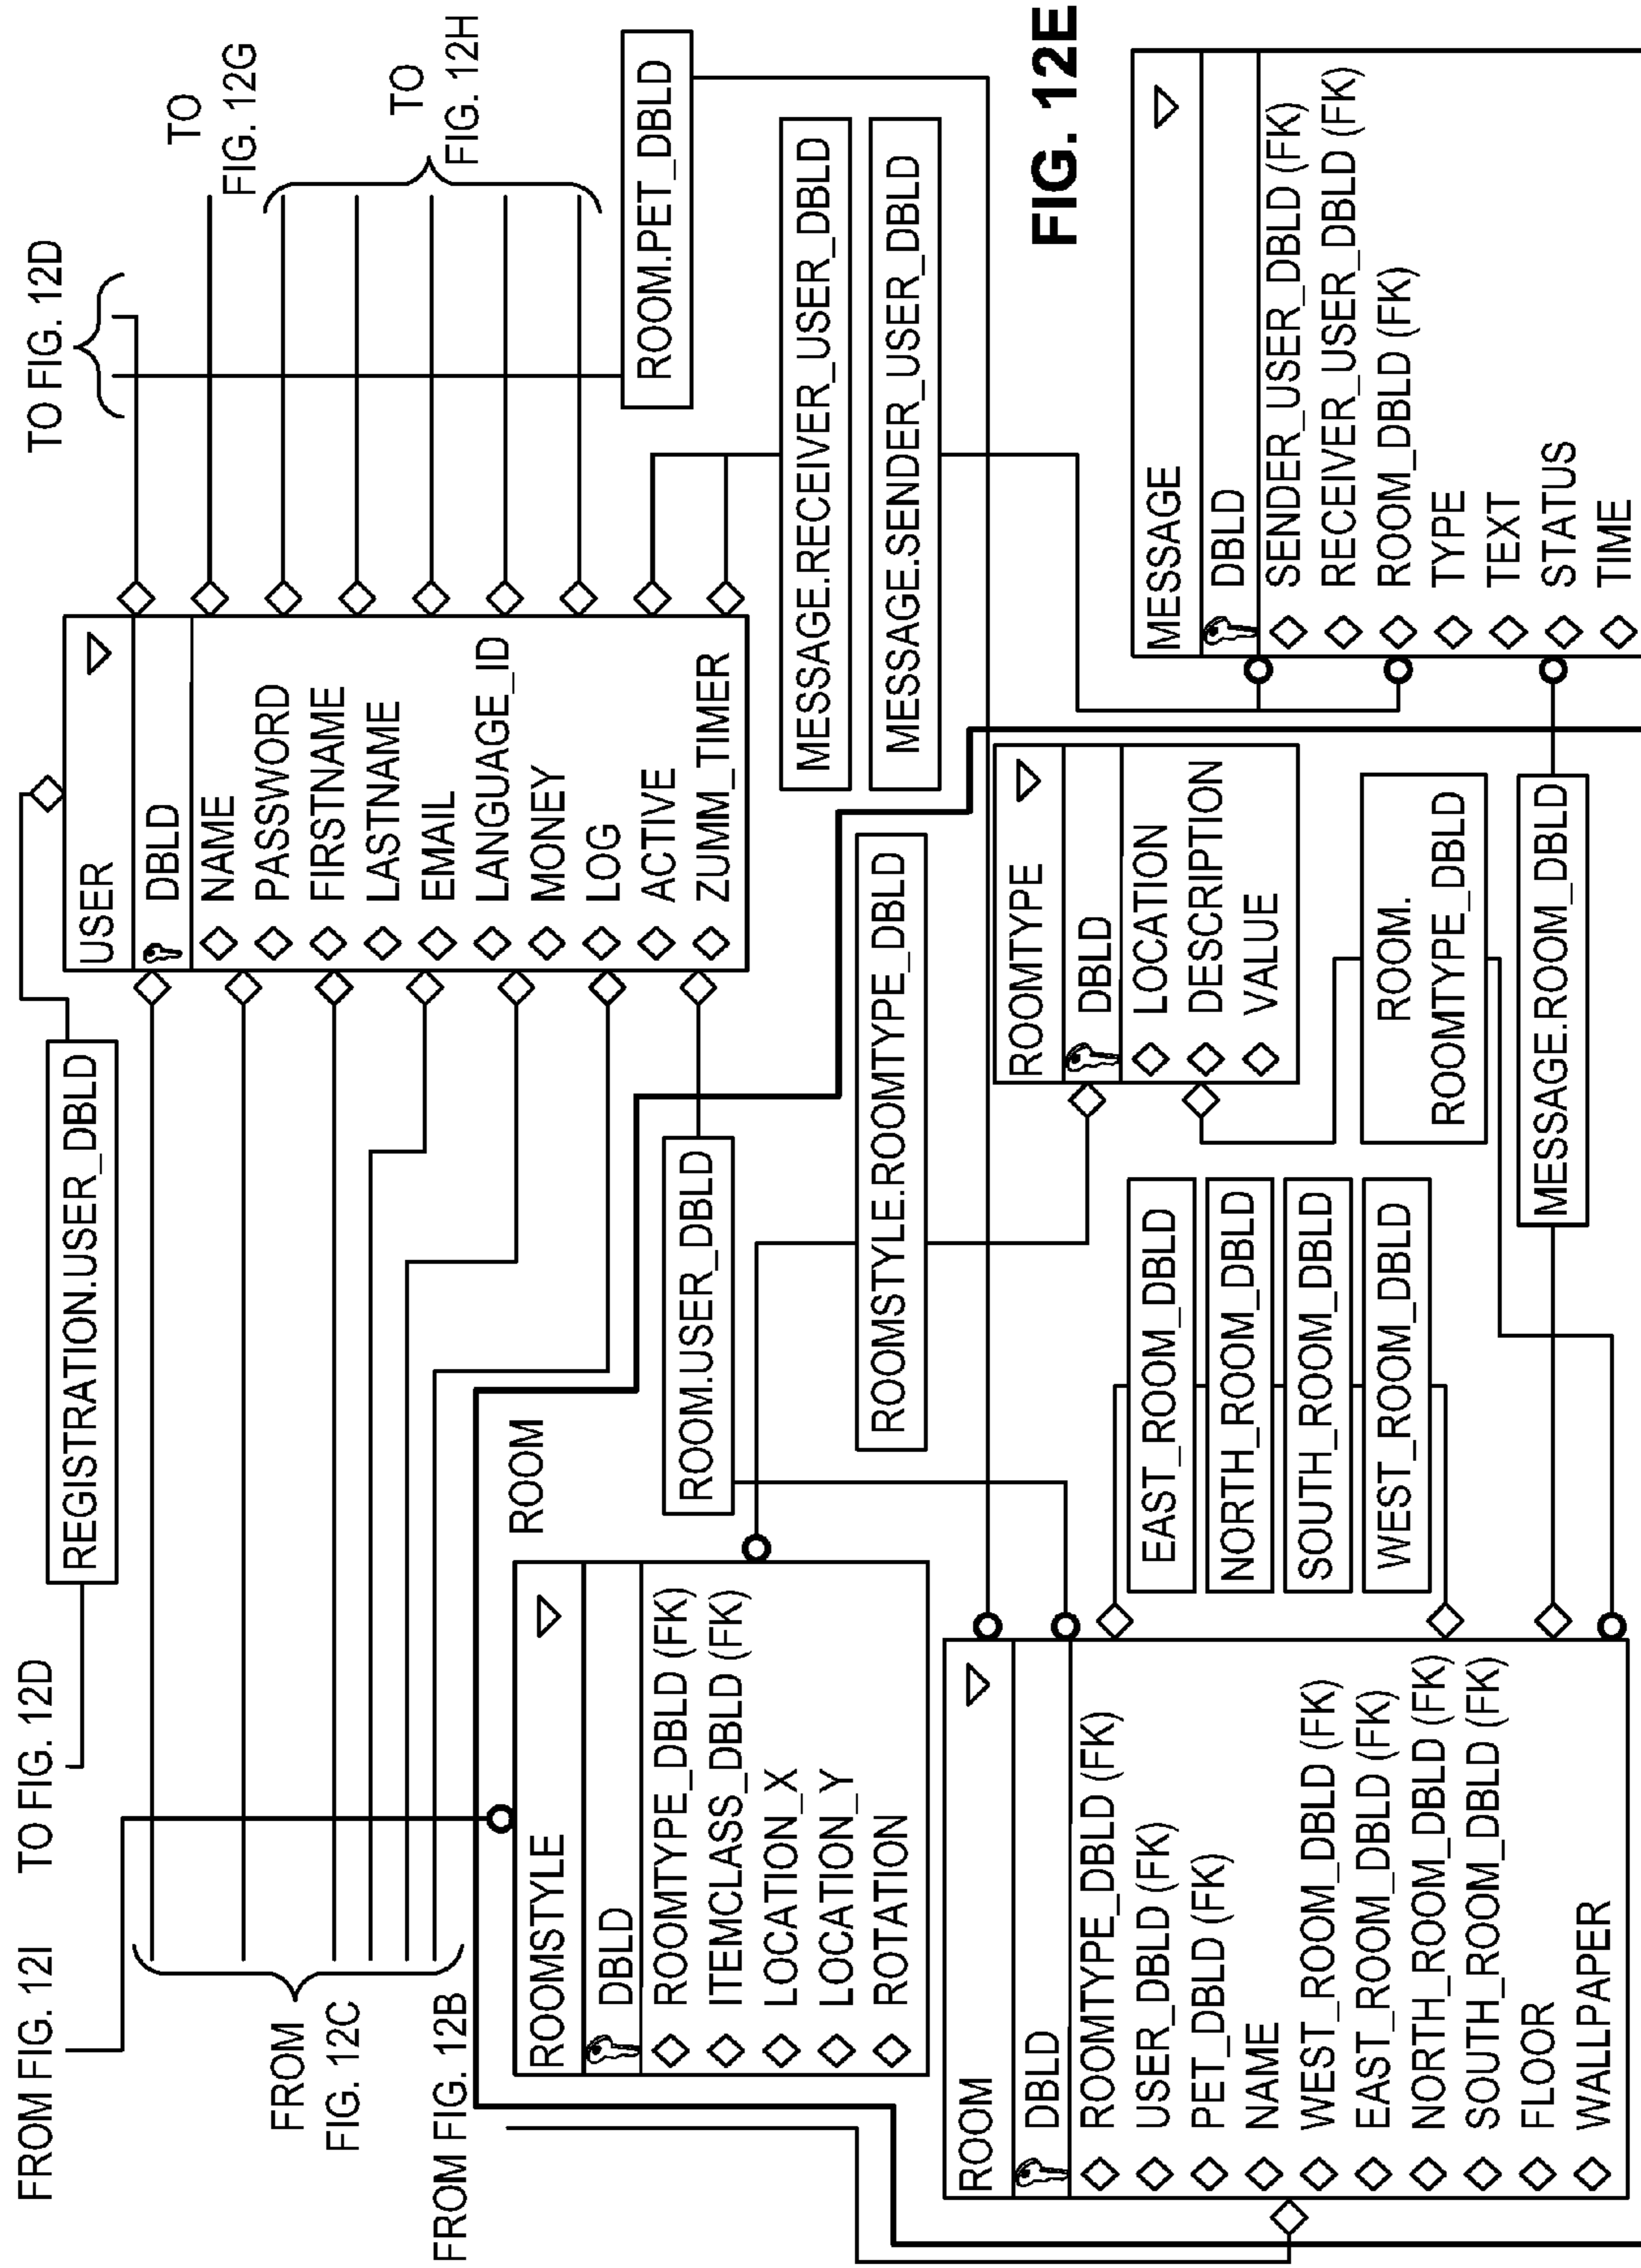 FROM FIG. 12I
TO FIG. 12D
TO FIG. 12D
REGISTRATION.USER_DBLD
USER
DBLD
NAME
PASSWORD
FIRSTNAME
LASTNAME
EMAIL
LANGUAGE_ID
MONEY
LOG
ACTIVE
ZUMM_TIMER
TO
FIG. 12G
TO
FIG. 12H
FROM
FIG. 12C
FROM FIG. 12B
ROOM.PET_DBLD
ROOM
ROOMSTYLE
DBLD
ROOMTYPE_DBLD (FK)
ITEMCLASS_DBLD (FK)
LOCATION_X
LOCATION_Y
ROTATION
ROOM.USER_DBLD
MESSAGE.RECEIVER_USER_DBLD
MESSAGE.SENDER_USER_DBLD
ROOMSTYLE.ROOMTYPE_DBLD
FIG. 12E
ROOM
DBLD
ROOMTYPE_DBLD (FK)
USER_DBLD (FK)
PET_DBLD (FK)
NAME
WEST_ROOM_DBLD (FK)
EAST_ROOM_DBLD (FK)
NORTH_ROOM_DBLD (FK)
SOUTH_ROOM_DBLD (FK)
FLOOR
WALLPAPER
EAST_ROOM_DBLD
NORTH_ROOM_DBLD
SOUTH_ROOM_DBLD
WEST_ROOM_DBLD
ROOMTYPE
DBLD
LOCATION
DESCRIPTION
VALUE
ROOM.
ROOMTYPE_DBLD
MESSAGE.ROOM_DBLD
MESSAGE
DBLD
SENDER_USER_DBLD (FK)
RECEIVER_USER_DBLD (FK)
ROOM_DBLD (FK)
TYPE
TEXT
STATUS
TIME